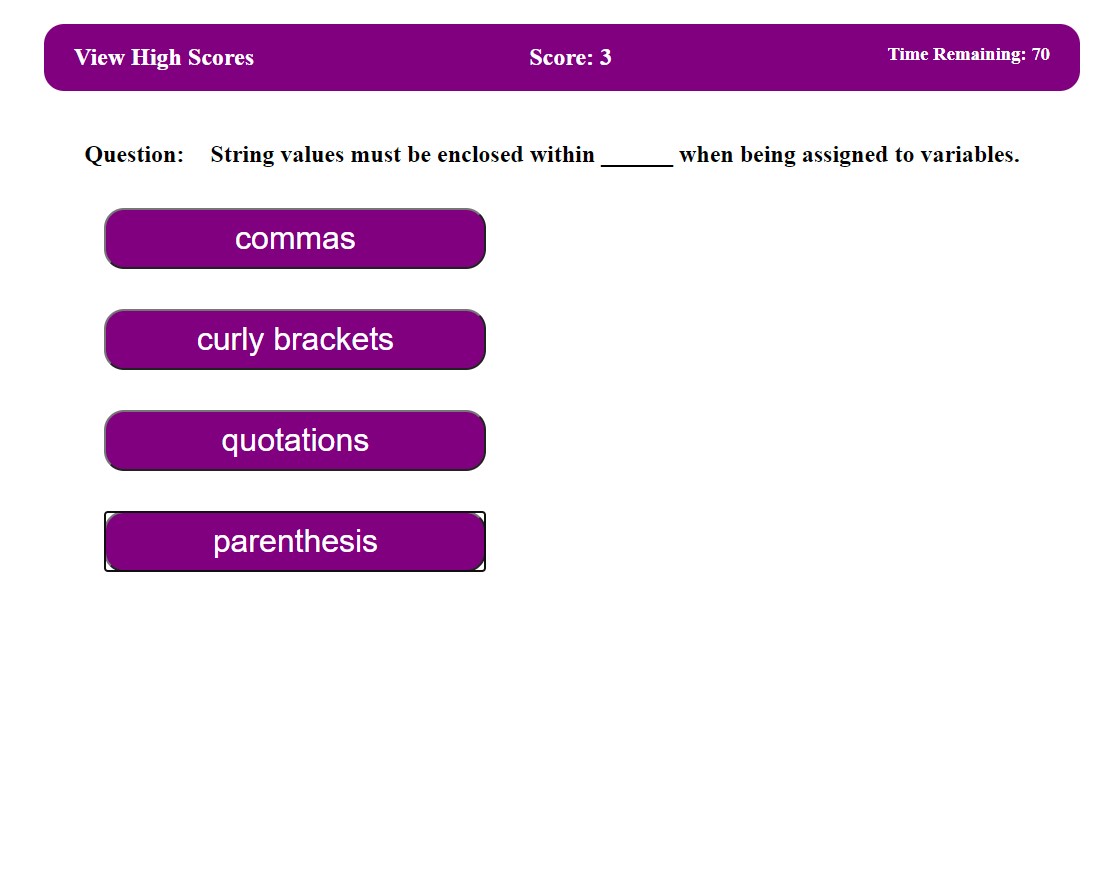 View High Scores Score: 3 Time Remaining: 70
Question: String values must be enclosed within ______ when being assigned to variables.
commas
curly brackets
quotations
parenthesis